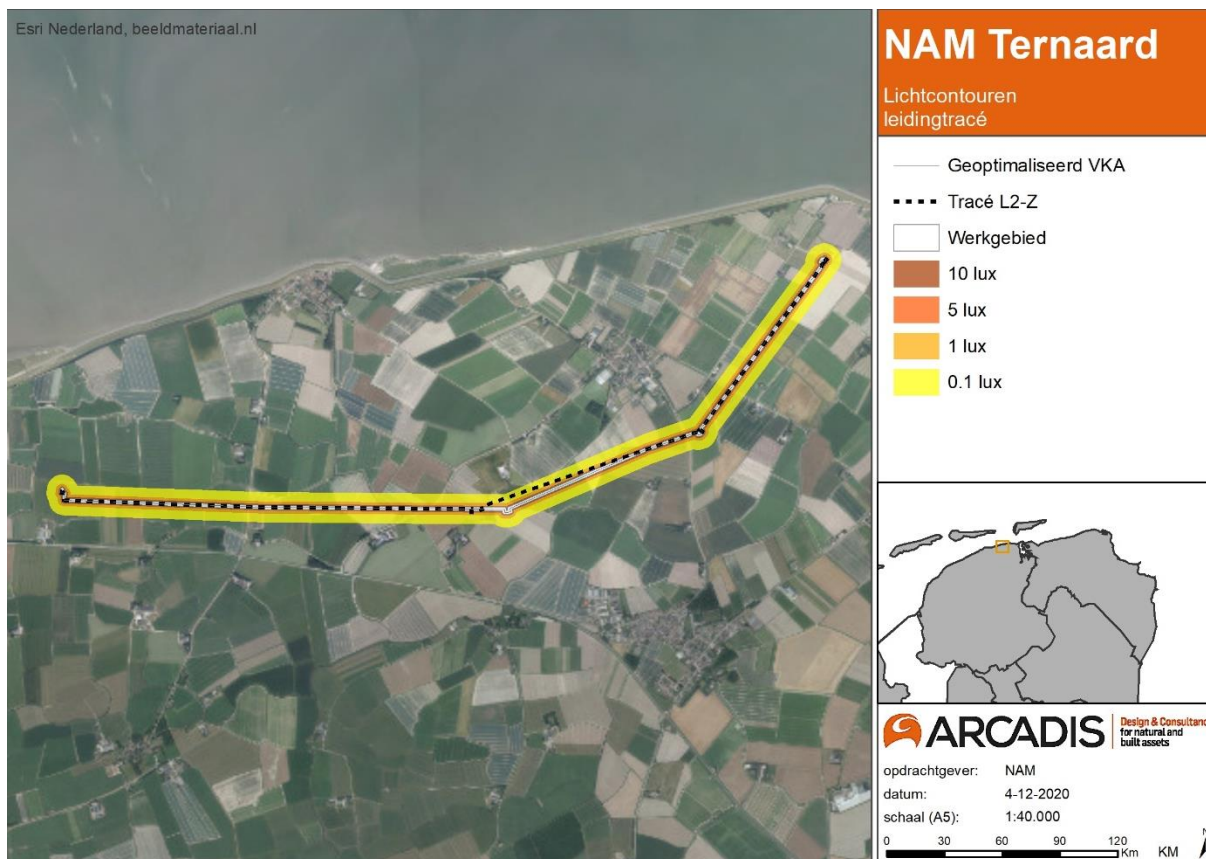 Esri Nederland, beeldmateriaal.nl
NAM Ternaard
Lichtcontouren
leidingtracé
Geoptimaliseerd VKA
Tracé L2-Z
Werkgebied
10 lux
5 lux
1 lux
0.1 lux
ARCADIS
Design & Consultanc
for natural and
built assets
opdrachtgever: NAM
datum: 4-12-2020
schaal (A5): 1:40.000
0 30 60 90 120
Km KM N